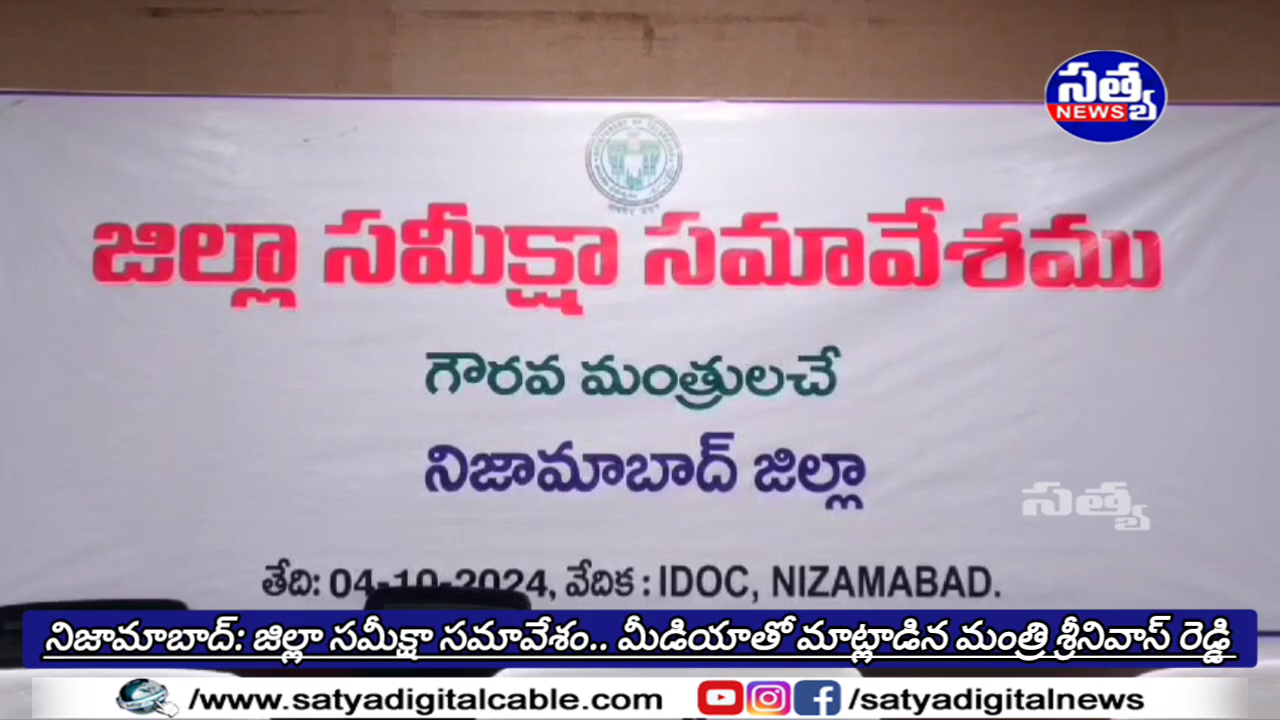 సత్య
NEWS
జిల్లా సమీక్షా సమావేశము
గౌరవ మంత్రులచే
నిజామాబాద్ జిల్లా
సత్య
తేది: 04-10-2024, వేదిక : IDOC, NIZAMABAD.
నిజామాబాద్: జిల్లా సమీక్షా సమావేశం.. మీడియాతో మాట్లాడిన మంత్రి శ్రీనివాస్ రెడ్డి
/www.satyadigitalcable.com /satyadigitalnews